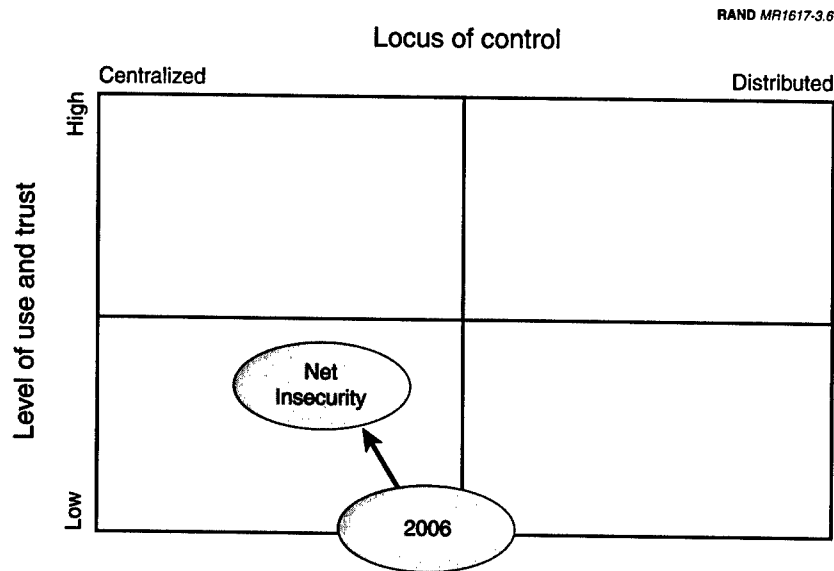 RAND MR1617-3.6
Locus of control
Centralized
Distributed
High
Level of use and trust
Low
Net
Insecurity
2006